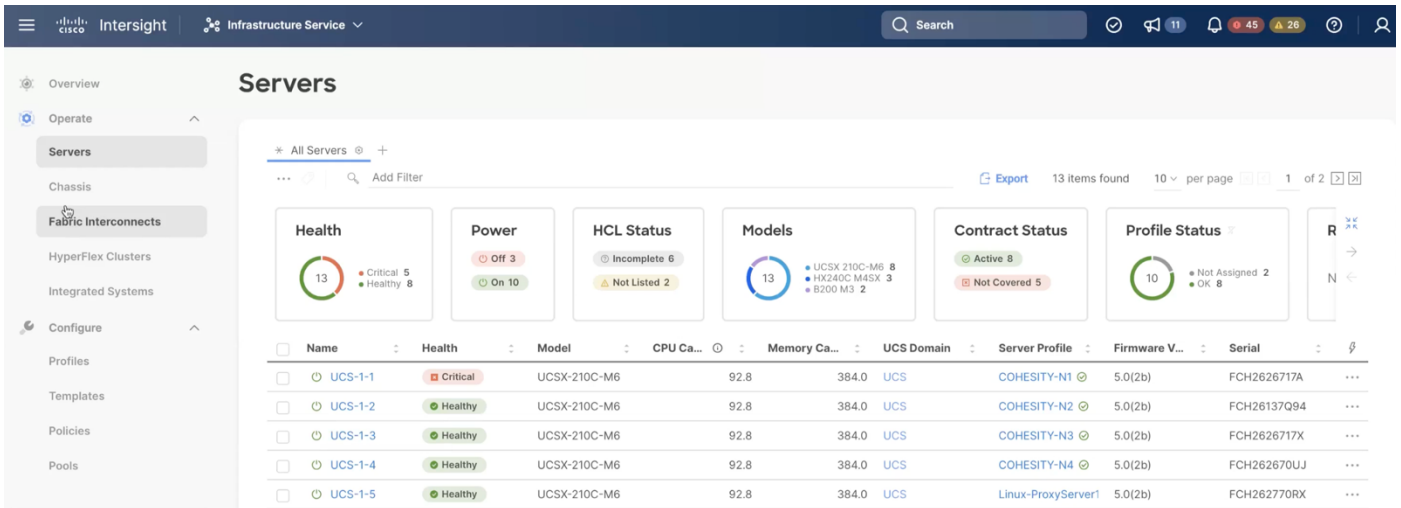 cisco Intersight Infrastructure Service Search 11 45 26
Overview
Servers
Operate
Servers
Chassis
Fabric Interconnects
HyperFlex Clusters
Integrated Systems
Configure
Profiles
Templates
Policies
Pools
All Servers
Add Filter
Export 13 items found 10 per page 1 of 2
Health
13
Critical 5
Healthy 8
Power
Off 3
On 10
HCL Status
Incomplete 6
Not Listed 2
Models
13
UCSX 210C-M6 8
HX240C M4SX 3
B200 M3 2
Contract Status
Active 8
Not Covered 5
Profile Status
10
Not Assigned 2
OK 8
R
N
Name Health Model CPU Ca... Memory Ca... UCS Domain Server Profile Firmware V... Serial
UCS-1-1 Critical UCSX-210C-M6 92.8 384.0 UCS COHESITY-N1 5.0(2b) FCH2626717A
UCS-1-2 Healthy UCSX-210C-M6 92.8 384.0 UCS COHESITY-N2 5.0(2b) FCH26137Q94
UCS-1-3 Healthy UCSX-210C-M6 92.8 384.0 UCS COHESITY-N3 5.0(2b) FCH2626717X
UCS-1-4 Healthy UCSX-210C-M6 92.8 384.0 UCS COHESITY-N4 5.0(2b) FCH262670UJ
UCS-1-5 Healthy UCSX-210C-M6 92.8 384.0 UCS Linux-ProxyServer1 5.0(2b) FCH262770RX